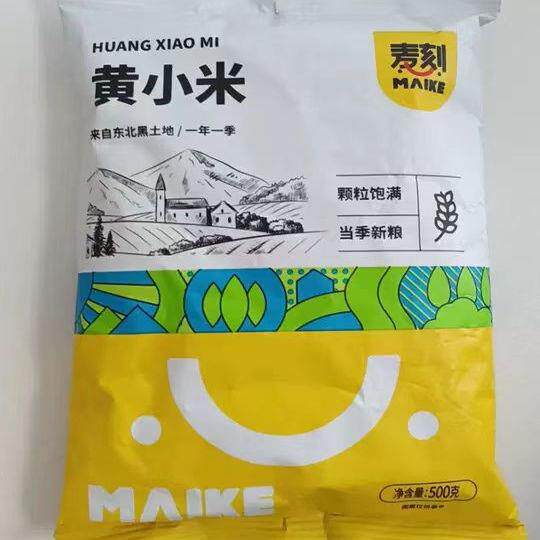 HUANG XIAO MI
黄小米
来自东北黑土地/一年一季
麦刻
MAIKE
颗粒饱满
当季新粮
MAIKE
净含量:500克